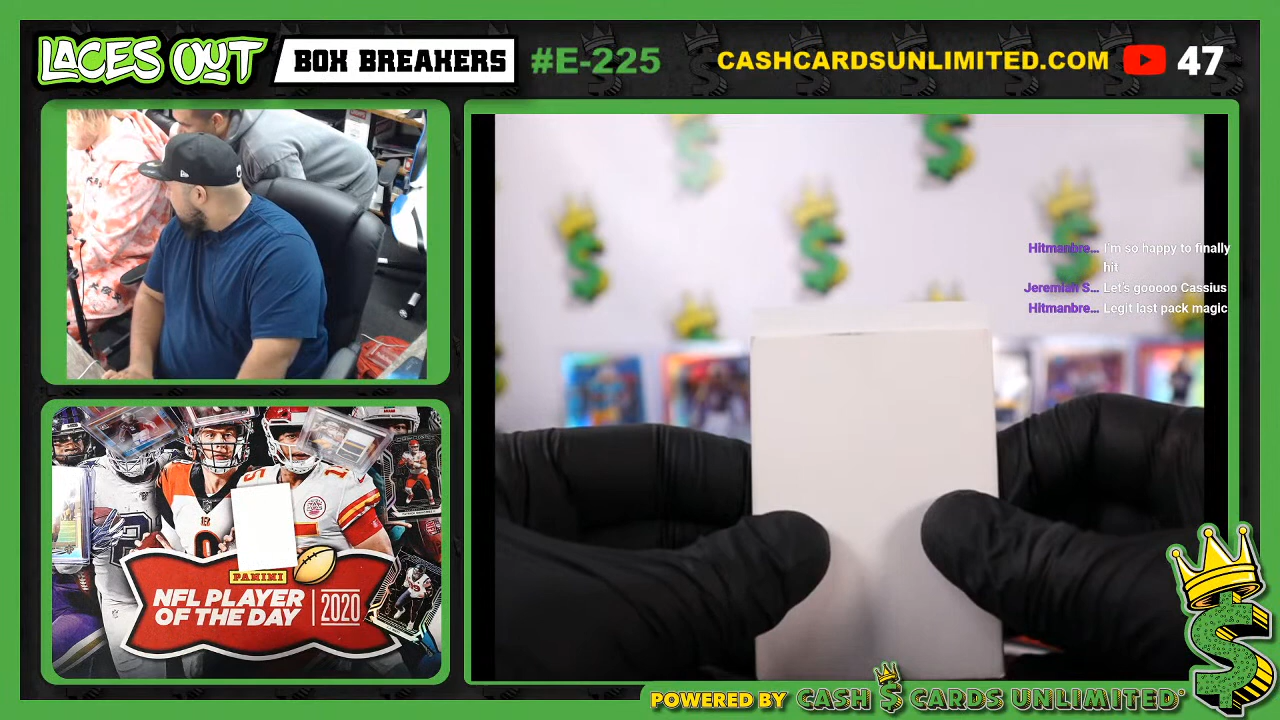 LACES OUT BOX BREAKERS #E-225 CASHCARDSUNLIMITED.COM 47
Hitmanbre... I'm so happy to finally
hit
Jeremiah S... Let's gooooo Cassius
Hitmanbre... Legit last pack magic
PANINI
NFL PLAYER
OF THE DAY 2020
POWERED BY CASH $ CARDS UNLIMITED